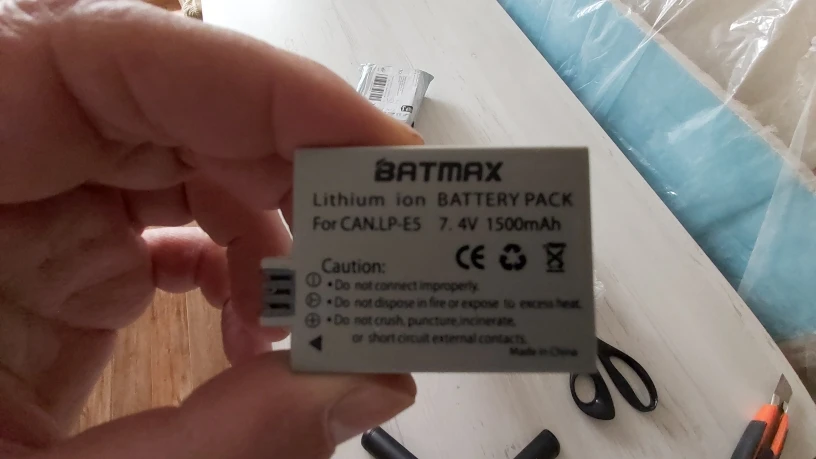 BATMAX
Lithium ion BATTERY PACK
For CAN.LP-E5 7.4V 1500mAh
CE
Caution:
• Do not connect improperly.
• Do not dispose in fire or expose to excess heat.
• Do not crush, puncture, incinerate,
or short circuit external contacts.
Made in China